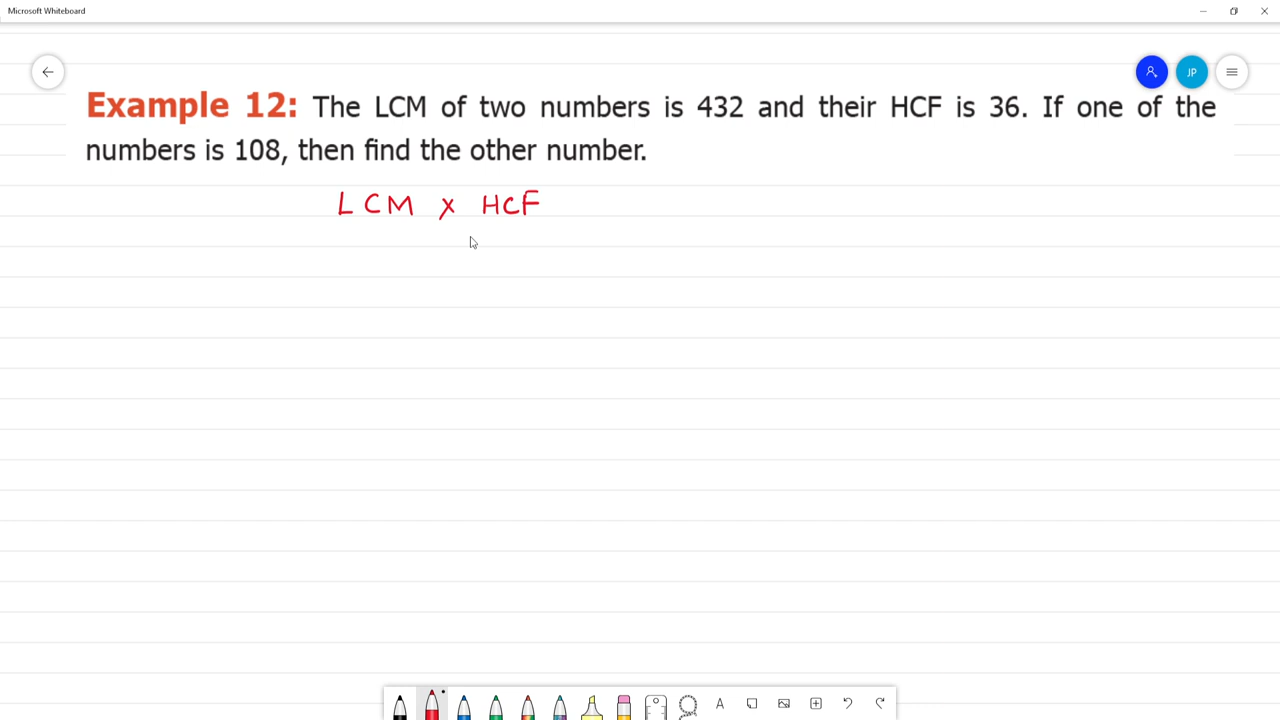 Microsoft Whiteboard
JP
Example 12: The LCM of two numbers is 432 and their HCF is 36. If one of the
numbers is 108, then find the other number.
LCM x HCF
A